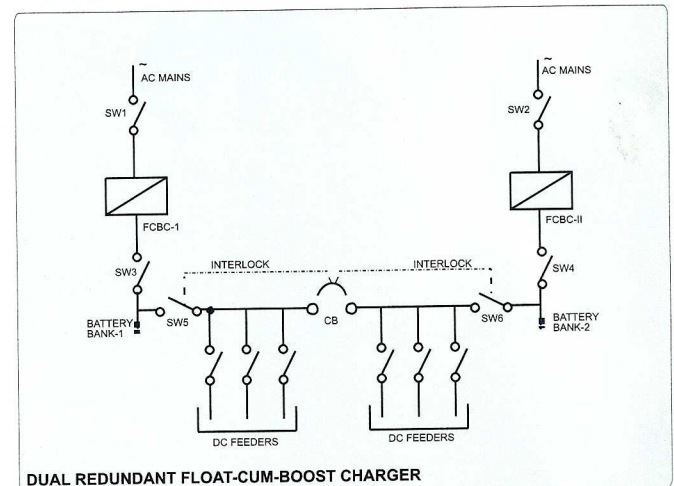 ~
AC MAINS
~
AC MAINS
SW1
SW2
FCBC-1
FCBC-II
SW3
SW4
INTERLOCK
INTERLOCK
BATTERY
BANK-1
SW5
CB
SW6
BATTERY
BANK-2
DC FEEDERS
DC FEEDERS
DUAL REDUNDANT FLOAT-CUM-BOOST CHARGER